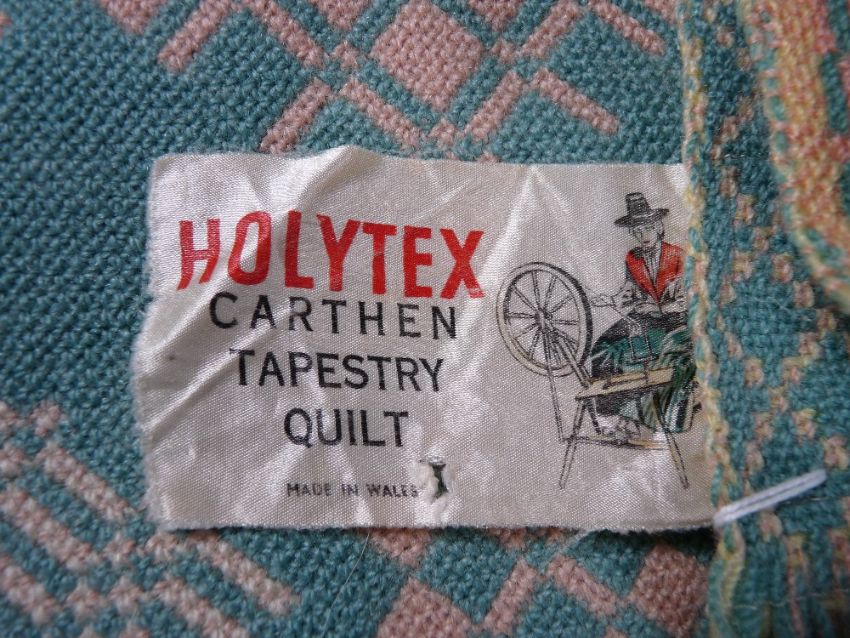 HOLYTEX
CARTHEN
TAPESTRY
QUILT
MADE IN WALES